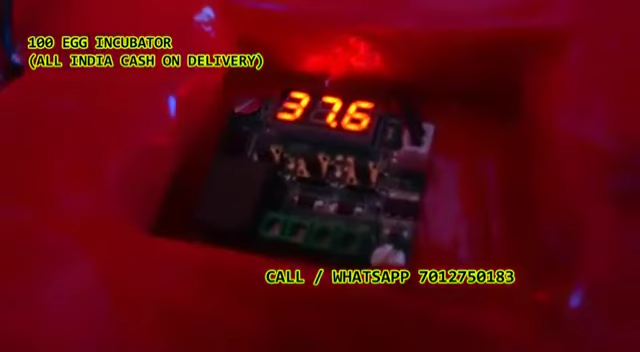 100 EGG INCUBATOR
(ALL INDIA CASH ON DELIVERY)
37.6
CALL / WHATSAPP 7012750183